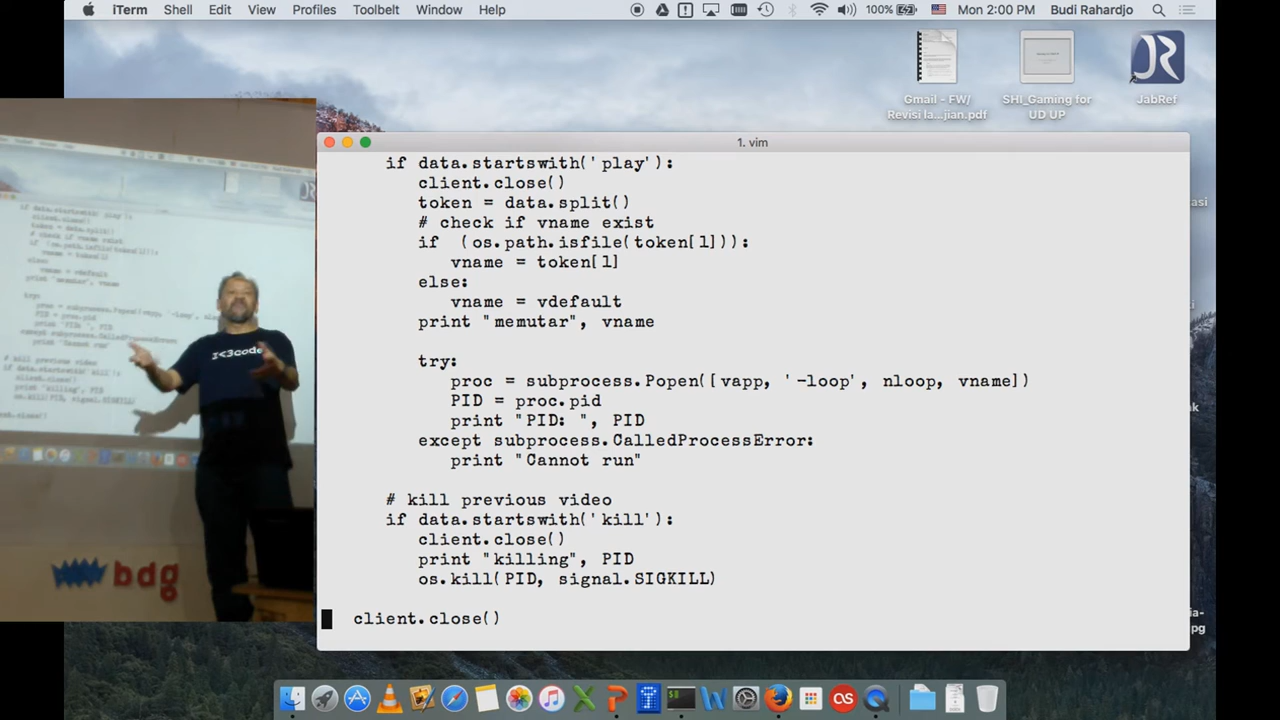 iTerm Shell Edit View Profiles Toolbelt Window Help 100% Mon 2:00 PM Budi Rahardjo
Gmail - FW/
Revisi la...jian.pdf
SHI_Gaming for
UD UP
JabRef
1. vim
if data.startswith('play'):
client.close()
token = data.split()
# check if vname exist
if (os.path.isfile(token[1])):
vname = token[1]
else:
vname = vdefault
print "memutar", vname
try:
proc = subprocess.Popen([vapp, '-loop', nloop, vname])
PID = proc.pid
print "PID: ", PID
except subprocess.CalledProcessError:
print "Cannot run"
# kill previous video
if data.startswith('kill'):
client.close()
print "killing", PID
os.kill(PID, signal.SIGKILL)
client.close()
I<3code
bdg